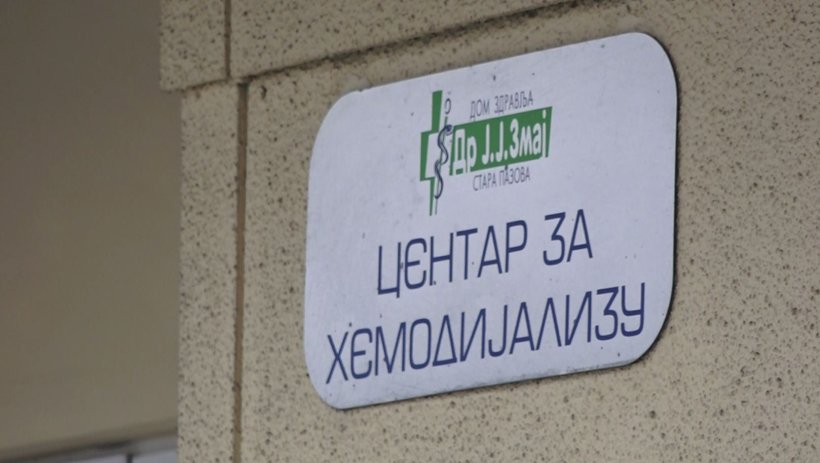 ДОМ ЗДРАВЉА
Др Ј.Ј.Змај
СТАРА ПАЗОВА
ЦЕНТАР ЗА
ХЕМОДИЈАЛИЗУ